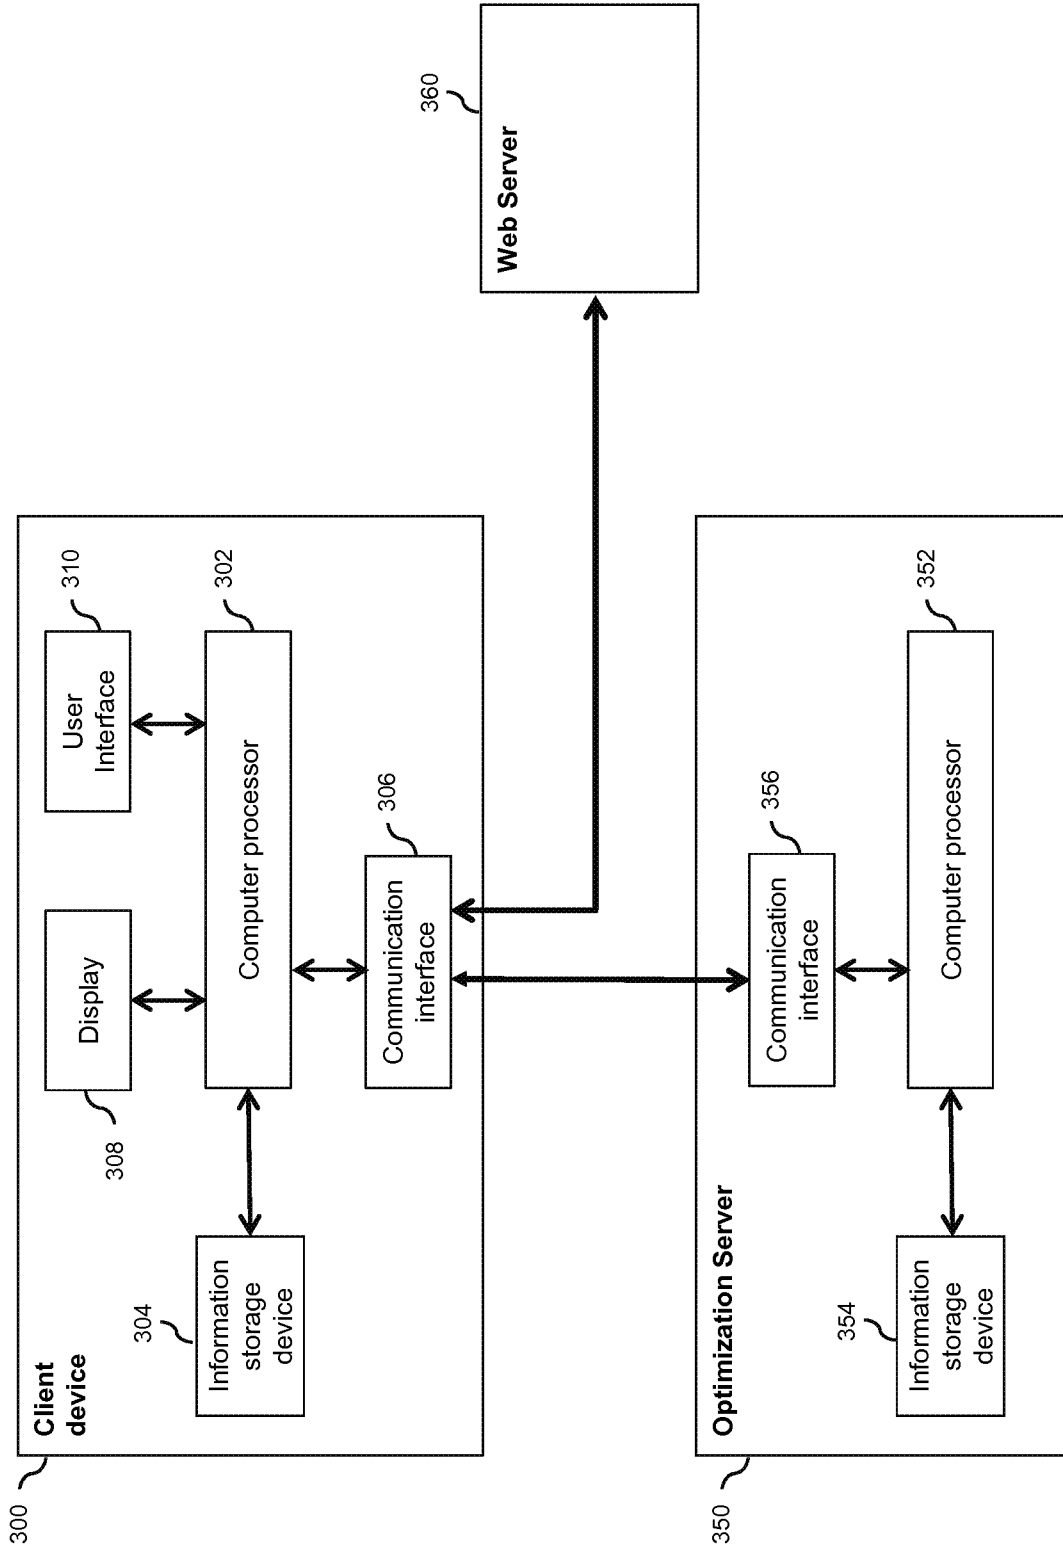 300
Client
device
304
Information
storage
device
308
Display
310
User
Interface
302
Computer processor
306
Communication
interface
360
Web Server
350
Optimization Server
354
Information
storage
device
356
Communication
interface
352
Computer processor